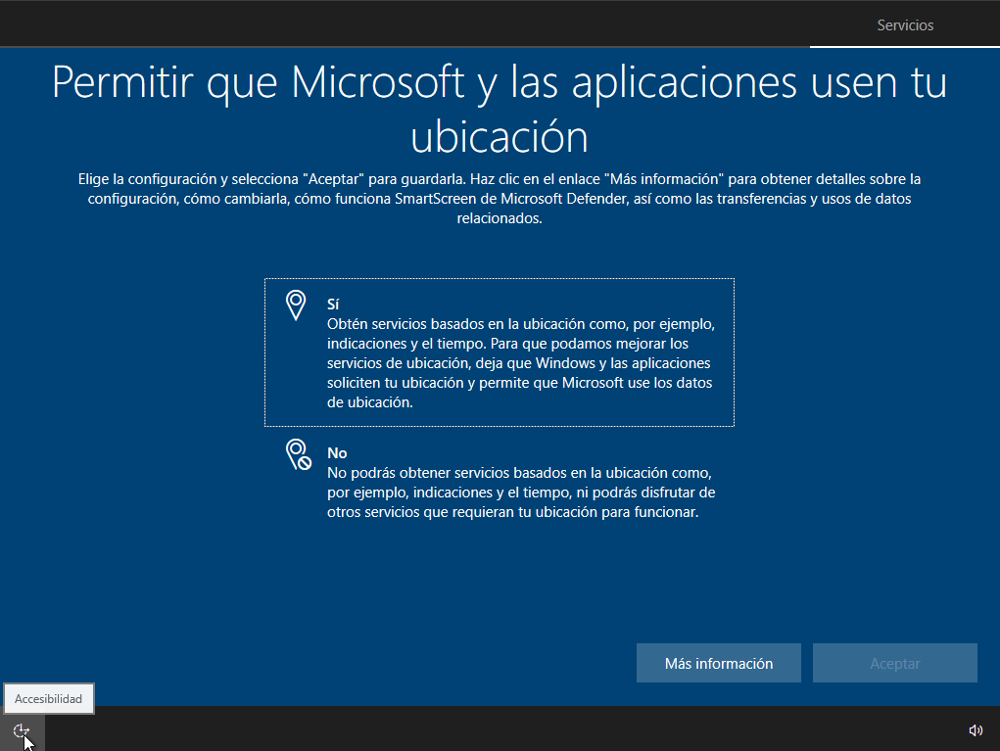 Servicios
Permitir que Microsoft y las aplicaciones usen tu
ubicación
Elige la configuración y selecciona "Aceptar" para guardarla. Haz clic en el enlace "Más información" para obtener detalles sobre la
configuración, cómo cambiarla, cómo funciona SmartScreen de Microsoft Defender, así como las transferencias y usos de datos
relacionados.
Sí
Obtén servicios basados en la ubicación como, por ejemplo,
indicaciones y el tiempo. Para que podamos mejorar los
servicios de ubicación, deja que Windows y las aplicaciones
soliciten tu ubicación y permite que Microsoft use los datos
de ubicación.
No
No podrás obtener servicios basados en la ubicación como,
por ejemplo, indicaciones y el tiempo, ni podrás disfrutar de
otros servicios que requieran tu ubicación para funcionar.
Más información
Aceptar
Accesibilidad